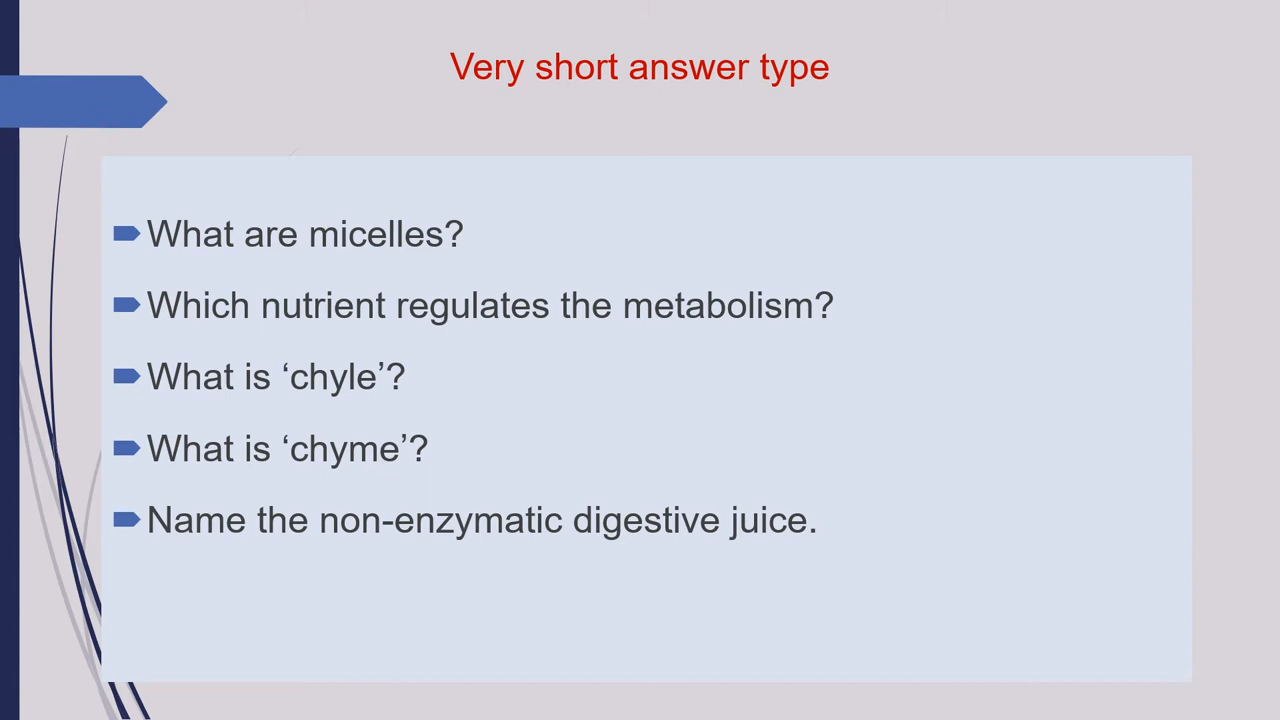 Very short answer type
What are micelles?
Which nutrient regulates the metabolism?
What is ‘chyle’?
What is ‘chyme’?
Name the non-enzymatic digestive juice.